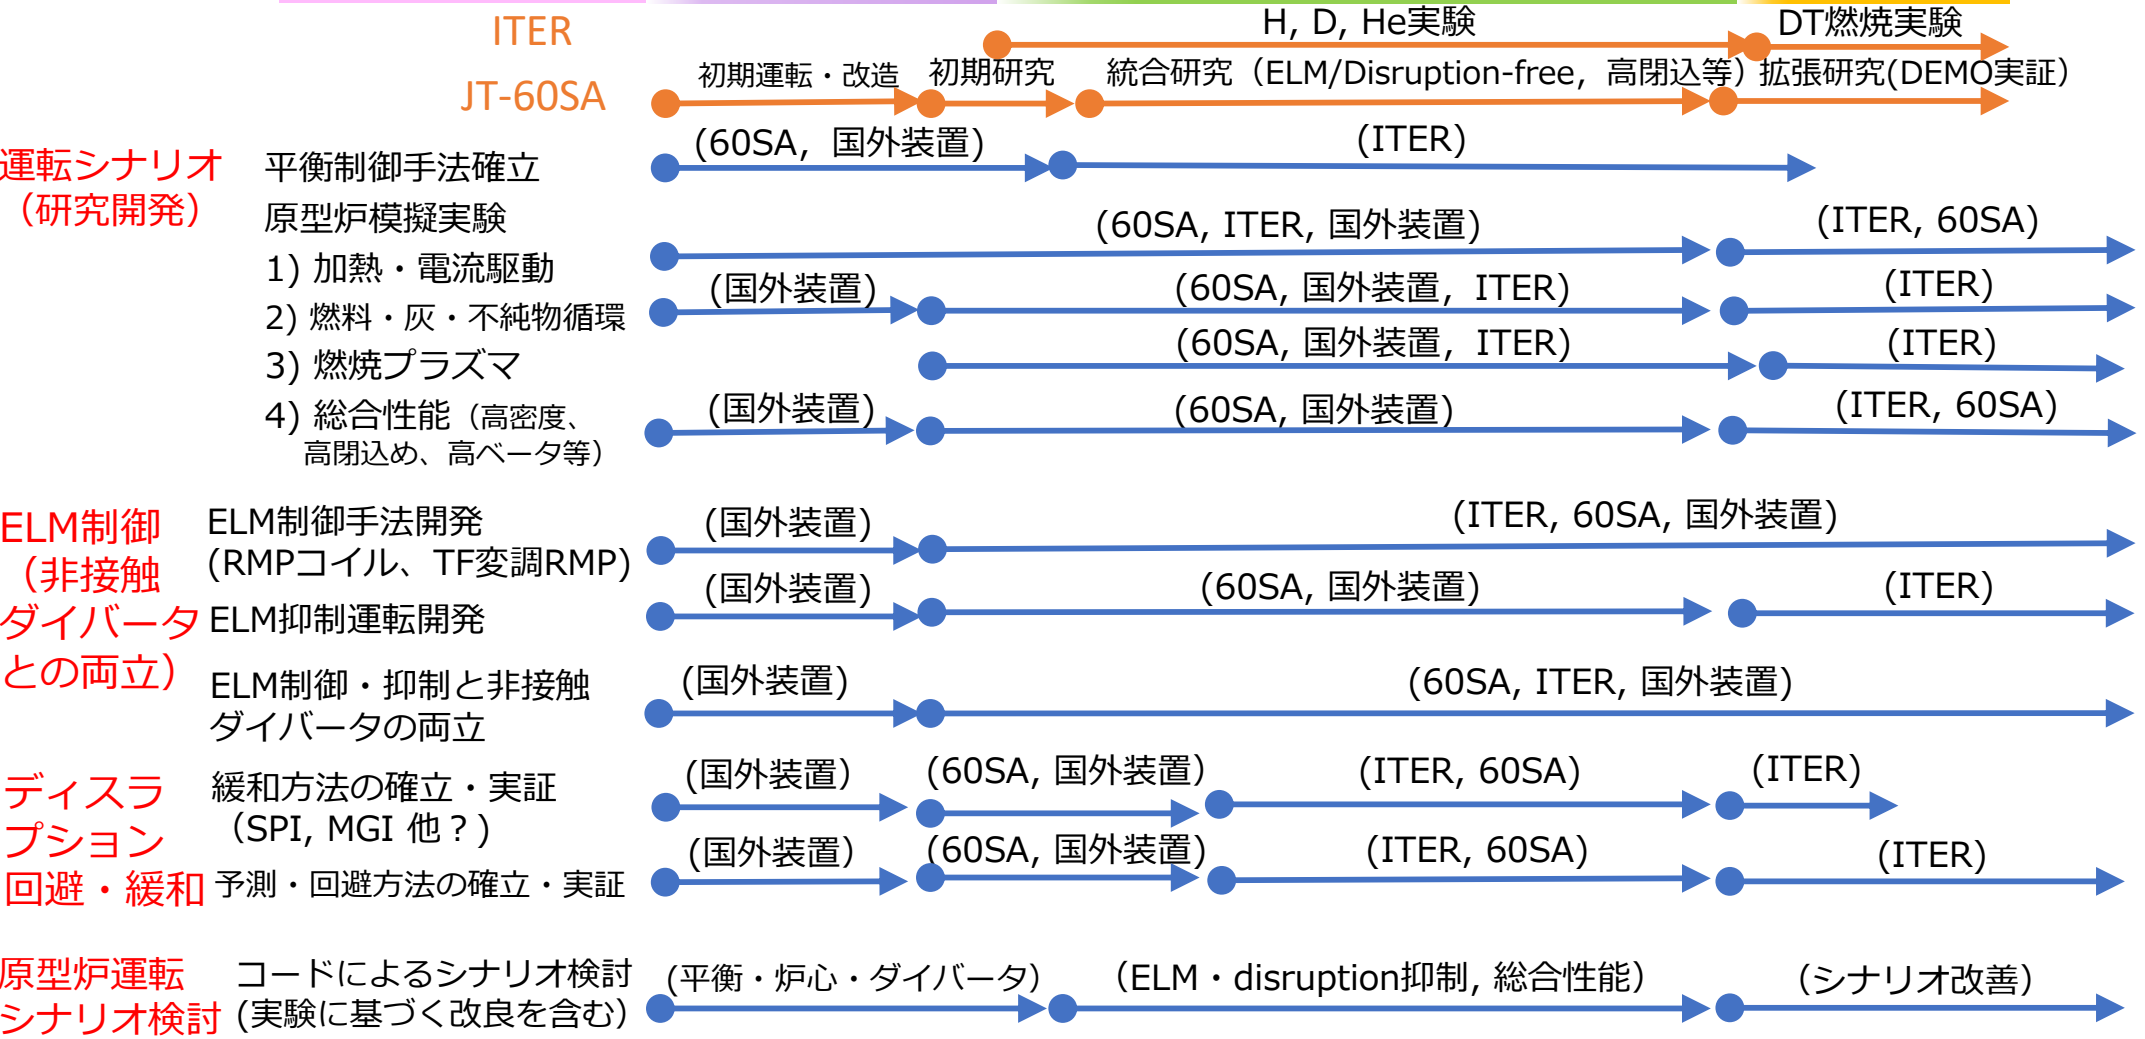 ITER
H, D, He実験
DT燃焼実験
JT-60SA
初期運転・改造
初期研究
統合研究（ELM/Disruption-free，高閉込等）
拡張研究(DEMO実証）
運転シナリオ
（研究開発）
平衡制御手法確立
(60SA，国外装置)
(ITER)
原型炉模擬実験
1) 加熱・電流駆動
(60SA, ITER, 国外装置)
(ITER, 60SA)
2) 燃料・灰・不純物循環
(国外装置)
(60SA, 国外装置，ITER)
(ITER)
3) 燃焼プラズマ
(60SA, 国外装置，ITER)
(ITER)
4) 総合性能（高密度、
高閉込め、高ベータ等）
(国外装置)
(60SA, 国外装置)
(ITER, 60SA)
ELM制御
（非接触
ダイバータ
との両立）
ELM制御手法開発
(RMPコイル、TF変調RMP)
(国外装置)
(ITER, 60SA, 国外装置)
ELM抑制運転開発
(国外装置)
(60SA, 国外装置)
(ITER)
ELM制御・抑制と非接触
ダイバータの両立
(国外装置)
(60SA, ITER, 国外装置)
ディスラ
プション
回避・緩和
緩和方法の確立・実証
（SPI, MGI 他？)
(国外装置）
(60SA, 国外装置）
(ITER, 60SA)
(ITER)
予測・回避方法の確立・実証
(国外装置）
(60SA, 国外装置)
(ITER, 60SA)
(ITER)
原型炉運転
シナリオ検討
コードによるシナリオ検討
(実験に基づく改良を含む）
(平衡・炉心・ダイバータ）
（ELM・disruption抑制, 総合性能）
（シナリオ改善）